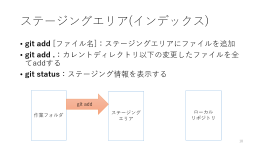 ステージングエリア(インデックス)
• git add [ファイル名]：ステージングエリアにファイルを追加
• git add .：カレントディレクトリ以下の変更したファイルを全
てaddする
• git status：ステージング情報を表示する
git add
作業フォルダ
ステージング
エリア
ローカル
リポジトリ